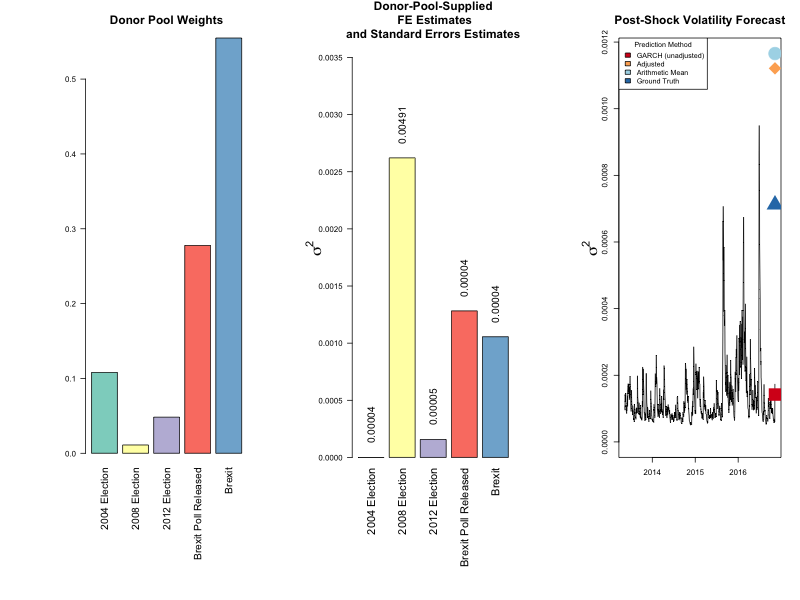 Donor Pool Weights
0.5
0.4
0.3
0.2
0.1
0.0
2004 Election
2008 Election
2012 Election
Brexit Poll Released
Brexit
Donor-Pool-Supplied
FE Estimates
and Standard Errors Estimates
σ²
0.0035
0.0030
0.0025
0.0020
0.0015
0.0010
0.0005
0.0000
0.00004
0.00491
0.00005
0.00004
0.00004
2004 Election
2008 Election
2012 Election
Brexit Poll Released
Brexit
Post-Shock Volatility Forecast
σ²
0.0012
0.0010
0.0008
0.0006
0.0004
0.0002
0.0000
Prediction Method
GARCH (unadjusted)
Adjusted
Arithmetic Mean
Ground Truth
2014
2015
2016